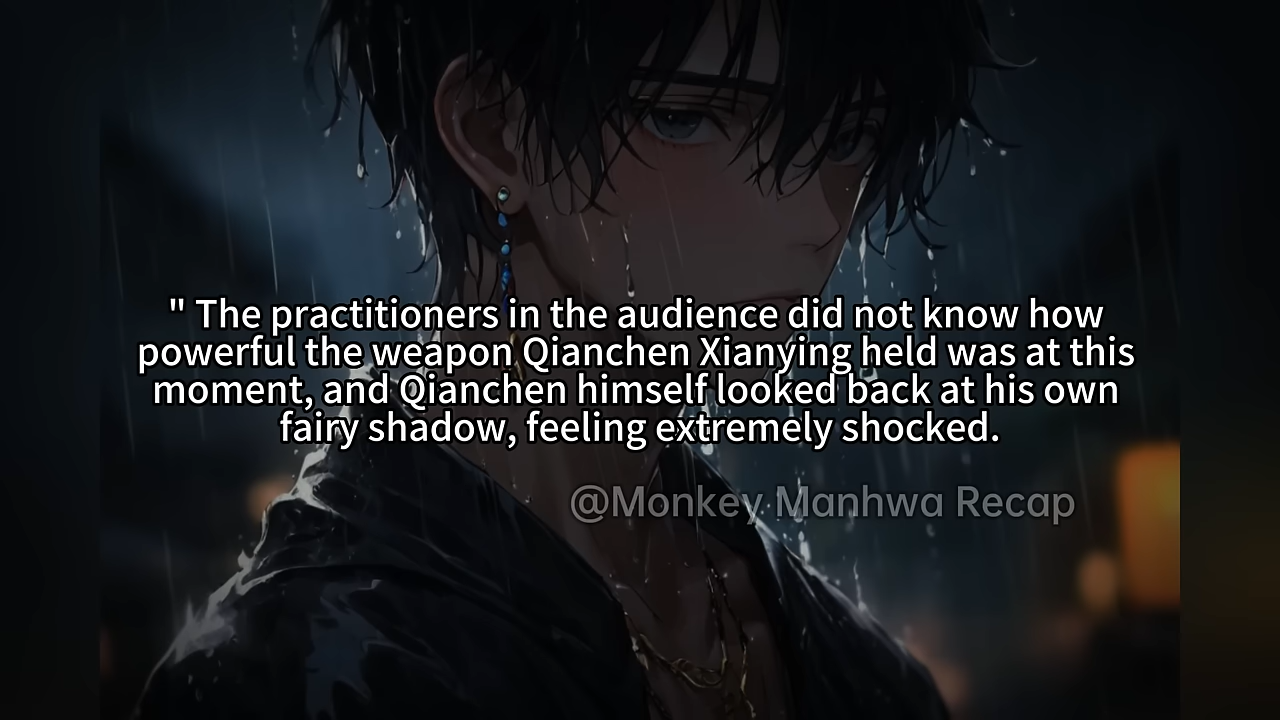 " The practitioners in the audience did not know how
powerful the weapon Qianchen Xianying held was at this
moment, and Qianchen himself looked back at his own
fairy shadow, feeling extremely shocked.
@Monkey Manhwa Recap